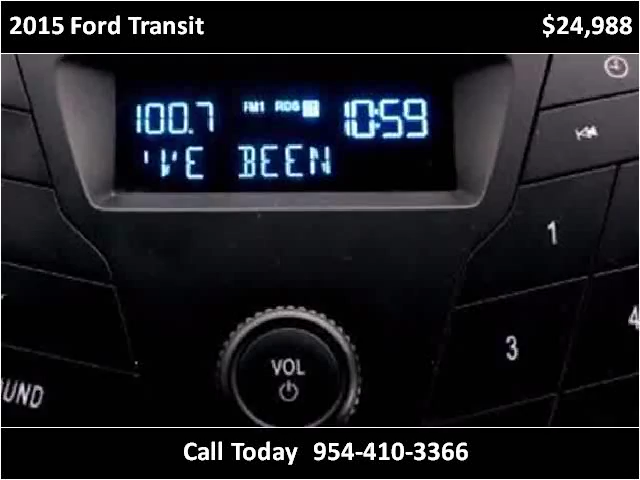 2015 Ford Transit $24,988
100.7 FM1 RDS 10:59
'VE BEEN
1
VOL
3
4
OUND
Call Today 954-410-3366